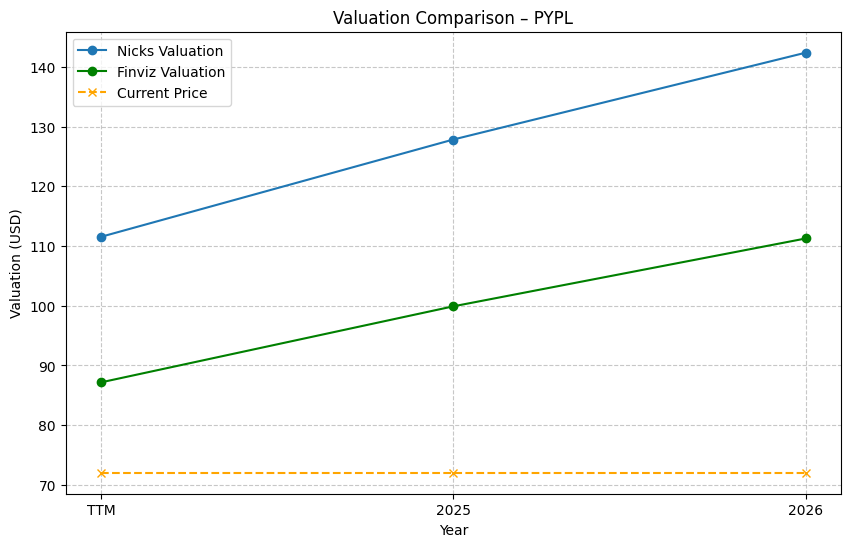 Valuation Comparison – PYPL
Nicks Valuation
Finviz Valuation
Current Price
Valuation (USD)
140
130
120
110
100
90
80
70
TTM
2025
2026
Year